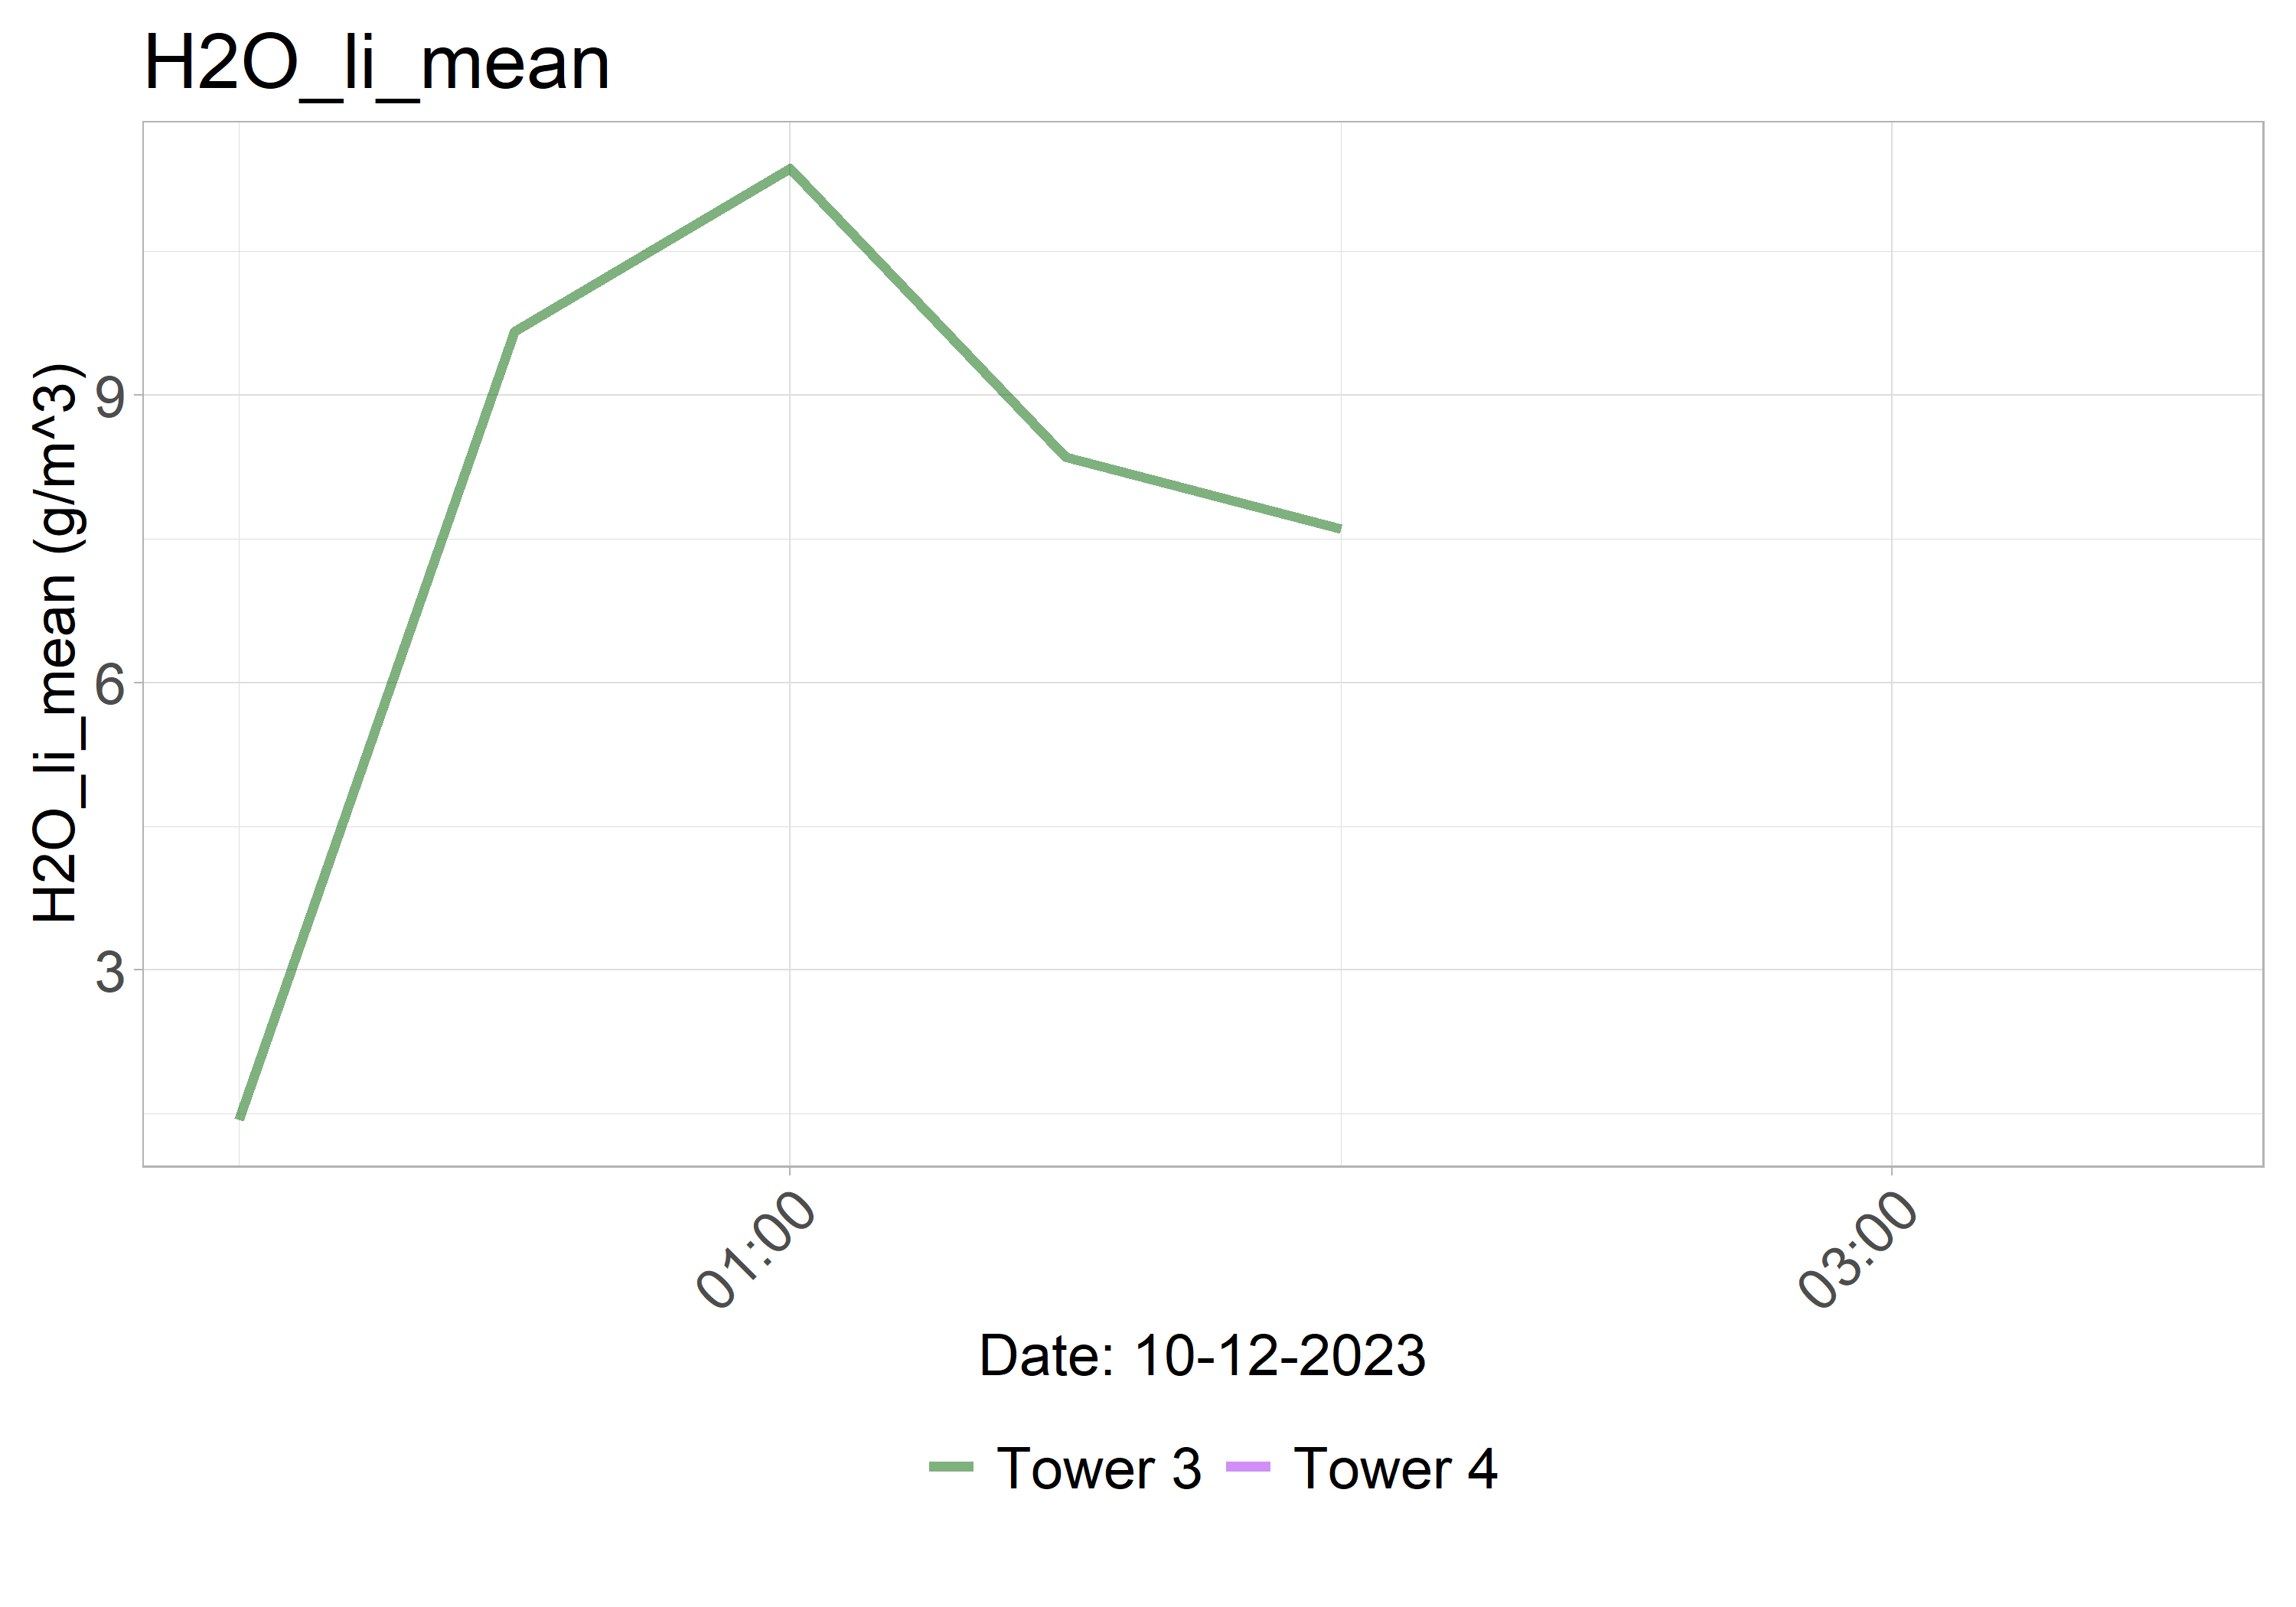 H2O_li_mean
H2O_li_mean (g/m^3)
9
6
3
01:00
03:00
Date: 10-12-2023
Tower 3 Tower 4